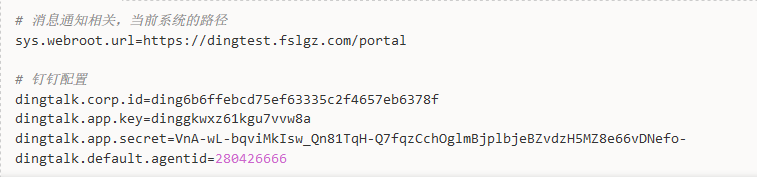 # 消息通知相关，当前系统的路径
sys.webroot.url=https://dingtest.fslgz.com/portal
# 钉钉配置
dingtalk.corp.id=ding6b6ffebcd75ef63335c2f4657eb6378f
dingtalk.app.key=dinggkwxz61kgu7vvw8a
dingtalk.app.secret=VnA-wL-bqviMkIsw_Qn81TqH-Q7fqzCchOglmBjplbjeBZvdzH5MZ8e66vDNefo-
dingtalk.default.agentid=280426666